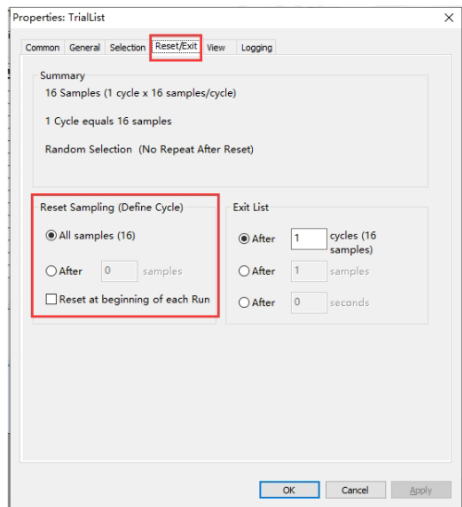 Properties: TrialList
Common General Selection Reset/Exit View Logging
Summary
16 Samples (1 cycle x 16 samples/cycle)
1 Cycle equals 16 samples
Random Selection (No Repeat After Reset)
Reset Sampling (Define Cycle)
All samples (16)
After 0 samples
Reset at beginning of each Run
Exit List
After 1 cycles (16
samples)
After 1 samples
After 0 seconds
OK Cancel Apply